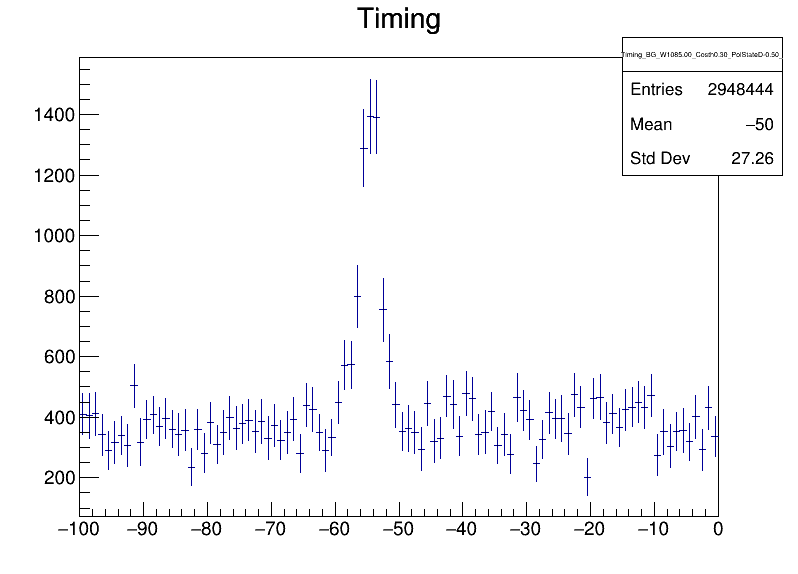 Timing
Timing_BG_W1085.00_Costh0.30_PolStateD-0.50_
Entries 2948444
Mean −50
Std Dev 27.26
1400
1200
1000
800
600
400
200
−100 −90 −80 −70 −60 −50 −40 −30 −20 −10 0